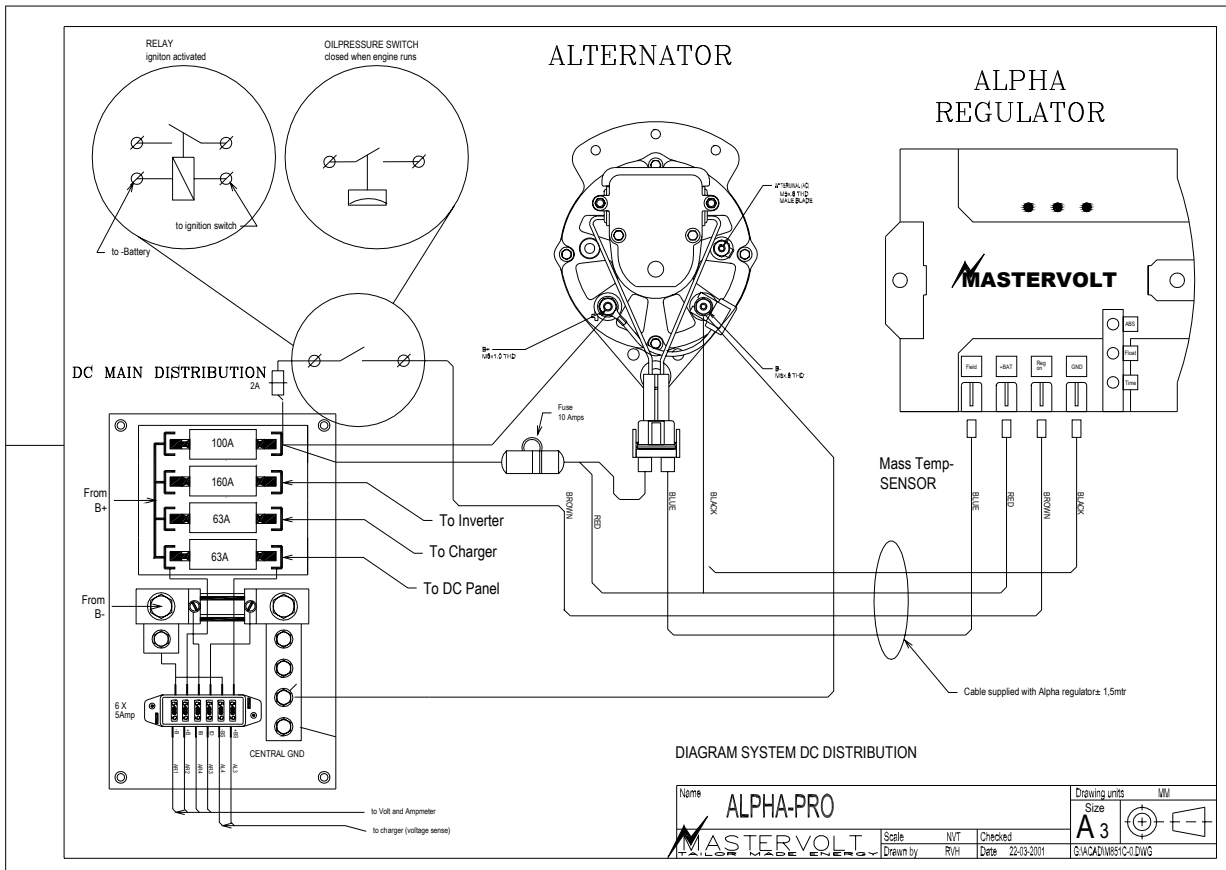 RELAY
igniton activated
OILPRESSURE SWITCH
closed when engine runs
ALTERNATOR
ALPHA
REGULATOR
to ignition switch
to -Battery
MASTERVOLT
ABS
Float
Time
Field
+BAT
Reg
on
GND
B+
B-
DC MAIN DISTRIBUTION
2A
Fuse
10 Amps
100A
160A
63A
63A
From
B+
To Inverter
To Charger
To DC Panel
From
B-
BROWN
RED
BLUE
BLACK
Mass Temp-
SENSOR
BLUE
RED
BROWN
BLACK
Cable supplied with Alpha regulator± 1,5mtr
6 X
5Amp
CENTRAL GND
to Volt and Ampmeter
to charger (voltage sense)
DIAGRAM SYSTEM DC DISTRIBUTION
Name
ALPHA-PRO
Drawing units MM
Size
A3
MASTERVOLT
TAILOR MADE ENERGY
Scale NVT Checked
Drawn by RVH Date 22-03-2001
G:\ACAD\M851C-0.DWG